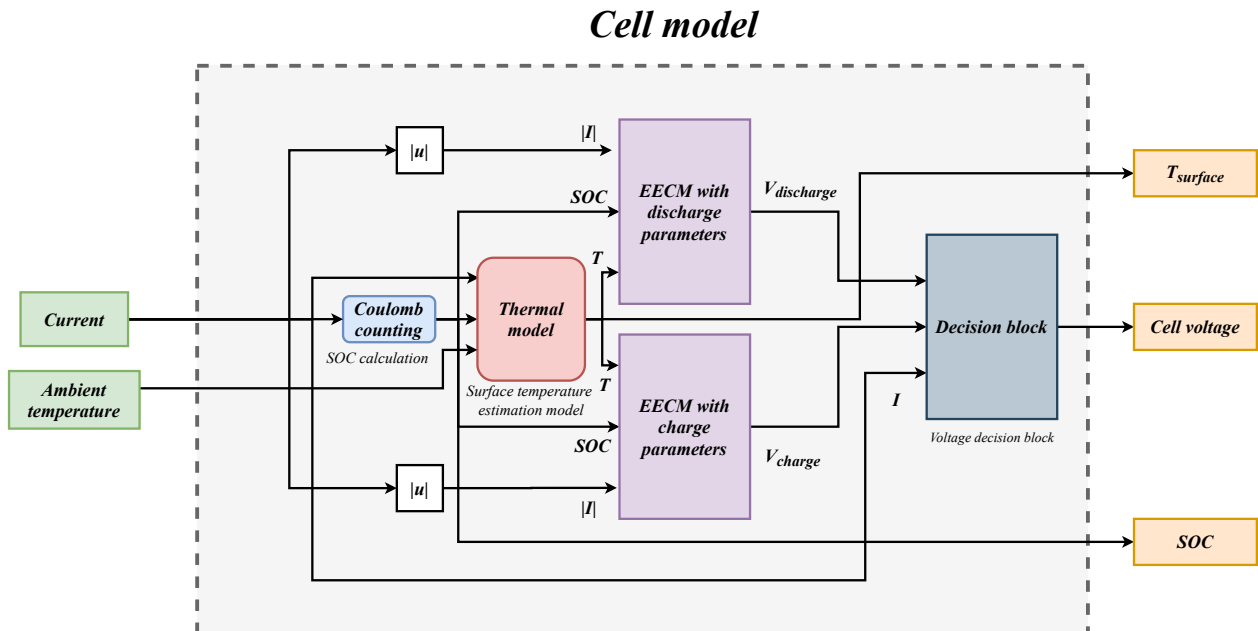 Cell model
|u|
|I|
SOC
EECM with
discharge
parameters
V_discharge
T_surface
T
Current
Coulomb
counting
SOC calculation
Thermal
model
Surface temperature
estimation model
Decision block
Voltage decision block
Cell voltage
Ambient
temperature
T
SOC
EECM with
charge
parameters
V_charge
I
|u|
|I|
SOC